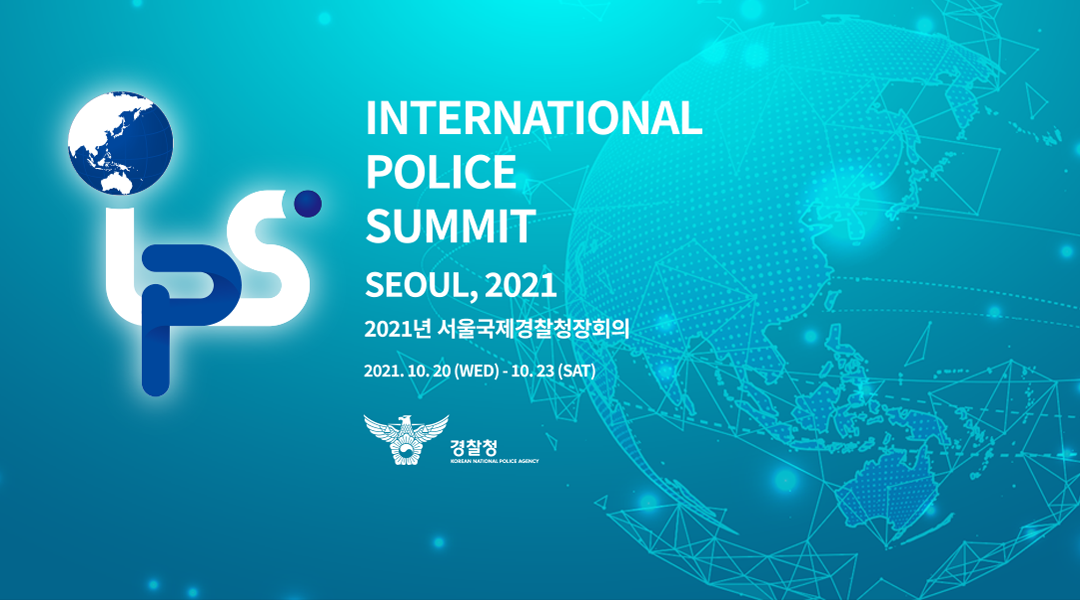 ips
INTERNATIONAL
POLICE
SUMMIT
SEOUL, 2021
2021년 서울국제경찰청장회의
2021. 10. 20 (WED) - 10. 23 (SAT)
경찰청
KOREAN NATIONAL POLICE AGENCY